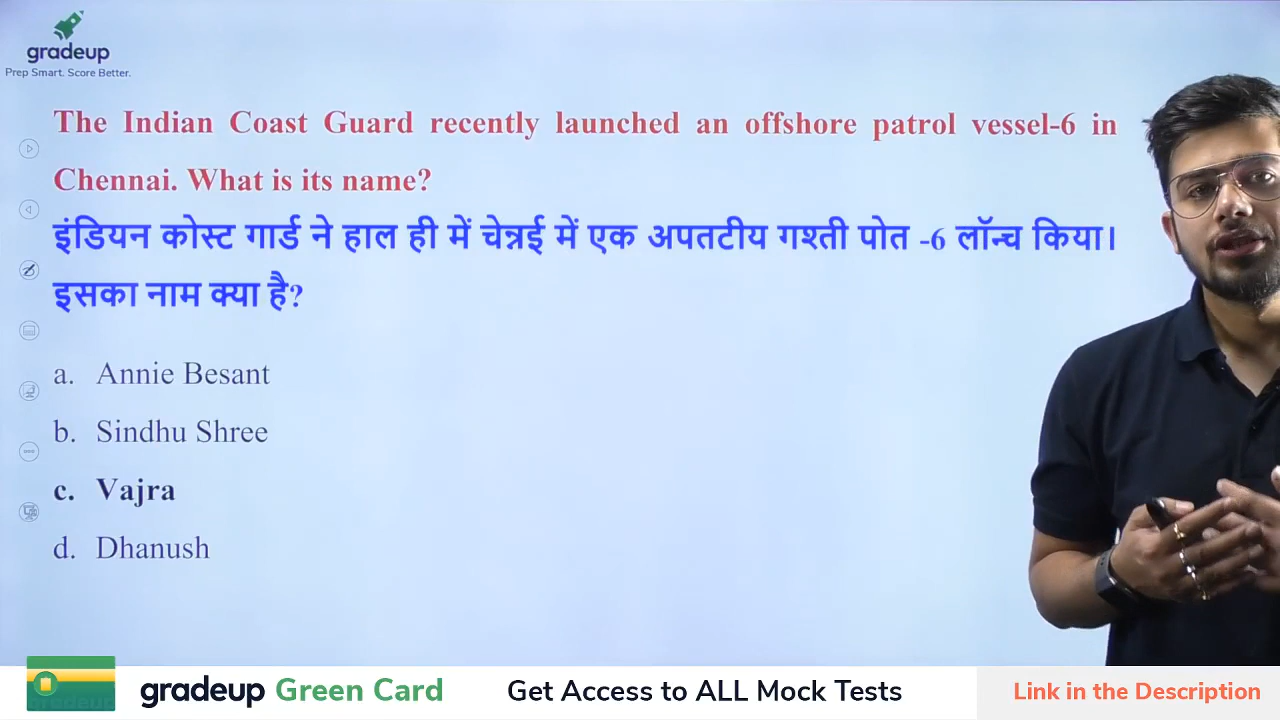 gradeup
Prep Smart. Score Better.
The Indian Coast Guard recently launched an offshore patrol vessel-6 in
Chennai. What is its name?
इंडियन कोस्ट गार्ड ने हाल ही में चेन्नई में एक अपतटीय गश्ती पोत -6 लॉन्च किया।
इसका नाम क्या है?
a. Annie Besant
b. Sindhu Shree
c. Vajra
d. Dhanush
gradeup Green Card
Get Access to ALL Mock Tests
Link in the Description